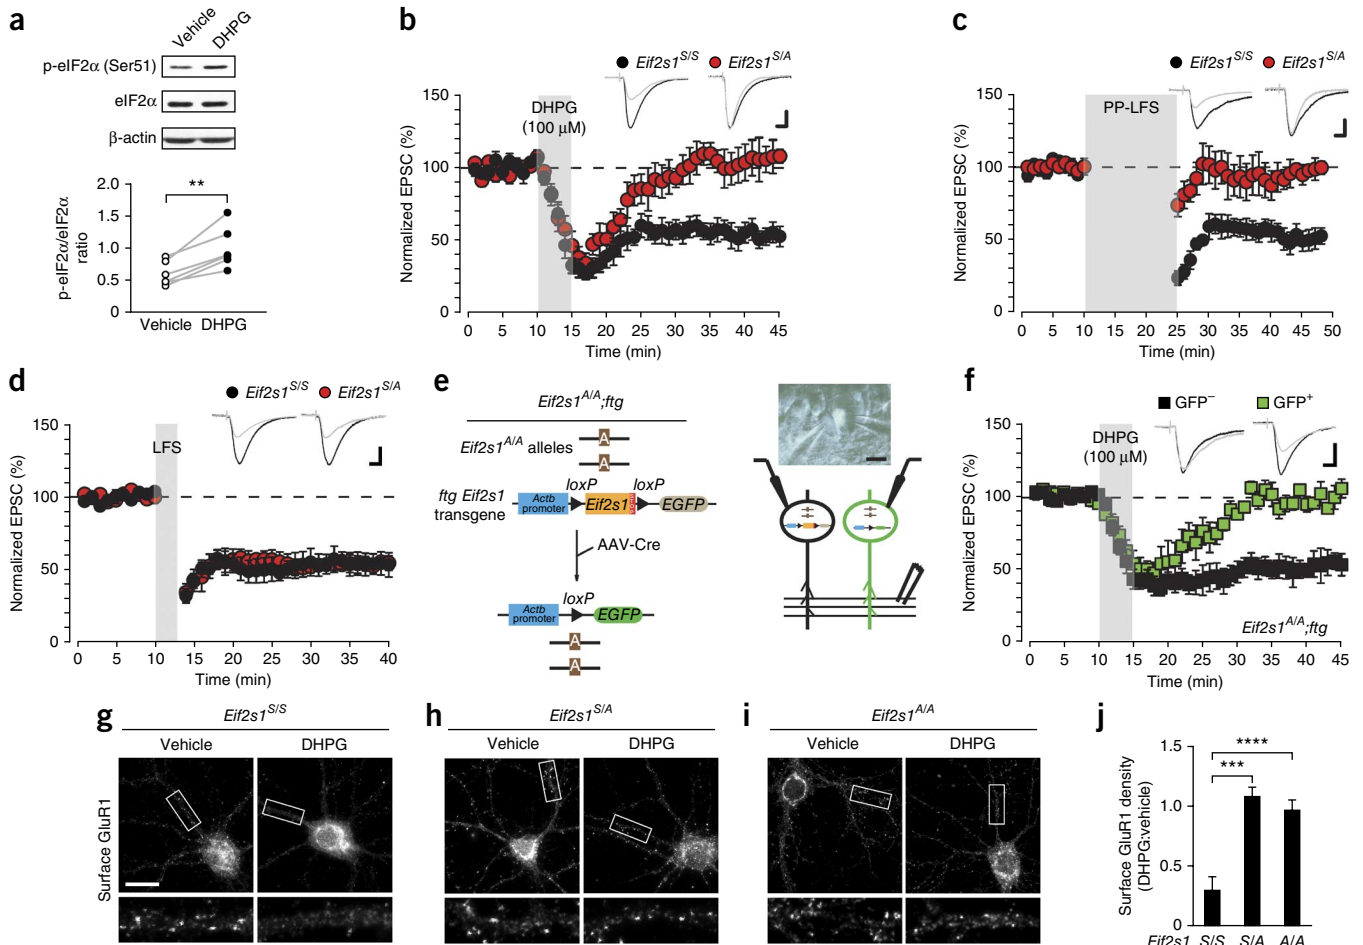 a
Vehicle
DHPG
p-eIF2α (Ser51)
eIF2α
β-actin
p-eIF2α/eIF2α
ratio
2.0
1.5
1.0
0.5
0
**
Vehicle DHPG
b
Eif2s1S/S Eif2s1S/A
DHPG
(100 μM)
Normalized EPSC (%)
150
100
50
0
0 5 10 15 20 25 30 35 40 45
Time (min)
c
Eif2s1S/S Eif2s1S/A
PP-LFS
Normalized EPSC (%)
150
100
50
0
0 5 10 15 20 25 30 35 40 45 50
Time (min)
d
Eif2s1S/S Eif2s1S/A
LFS
Normalized EPSC (%)
150
100
50
0
0 5 10 15 20 25 30 35 40
Time (min)
e
Eif2s1A/A;ftg
Eif2s1A/A alleles
A
A
ftg Eif2s1
transgene
loxP loxP
Actb
promoter
Eif2s1
EGFP
AAV-Cre
loxP
Actb
promoter
EGFP
A
A
f
GFP− GFP+
DHPG
(100 μM)
Normalized EPSC (%)
150
100
50
0
0 5 10 15 20 25 30 35 40 45
Time (min)
Eif2s1A/A;ftg
g
Eif2s1S/S
Vehicle DHPG
Surface GluR1
h
Eif2s1S/A
Vehicle DHPG
i
Eif2s1A/A
Vehicle DHPG
j
Surface GluR1 density
(DHPG:vehicle)
1.5
1.0
0.5
0
****
***
Eif2s1 S/S S/A A/A